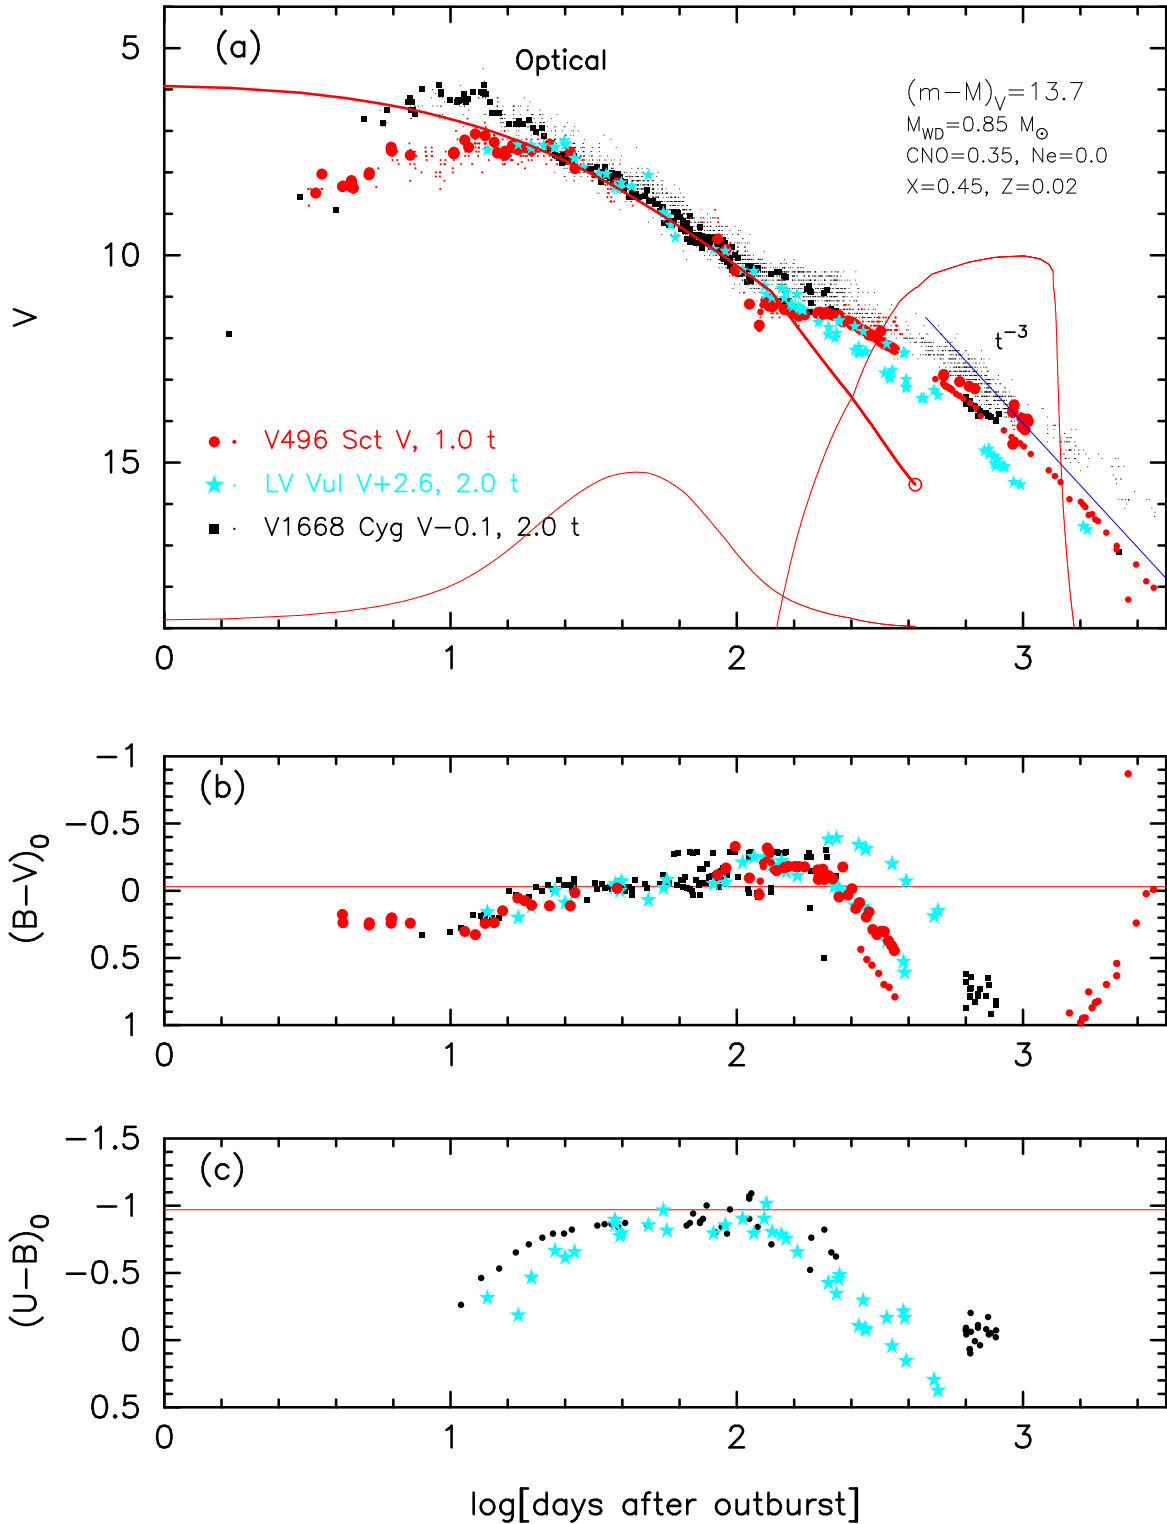 (a)
Optical
(m−M)V=13.7
MWD=0.85 M⊙
CNO=0.35, Ne=0.0
X=0.45, Z=0.02
5
10
15
V
t−3
V496 Sct V, 1.0 t
LV Vul V+2.6, 2.0 t
V1668 Cyg V−0.1, 2.0 t
0 1 2 3
(b)
−1
−0.5
0
0.5
1
(B−V)0
0 1 2 3
(c)
−1.5
−1
−0.5
0
0.5
(U−B)0
0 1 2 3
log[days after outburst]